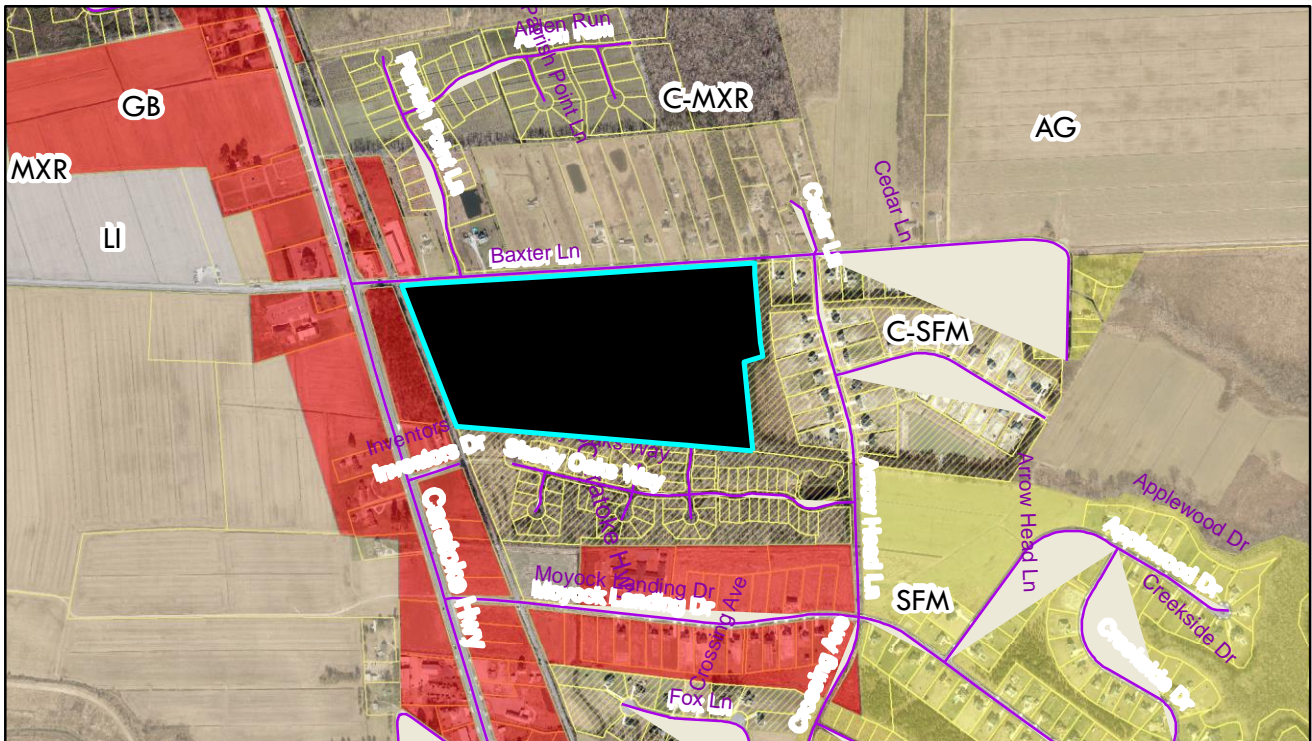 Alden Run
Parrish Point Ln
Parrish Point Ln
C-MXR
GB
AG
MXR
LI
Cedar Ln
Cedar Ln
Baxter Ln
C-SFM
Inventors
Inventors Dr
Shady Oaks Way
Caratoke Hwy
Arrow Head Ln
Arrow Head Ln
Applewood Dr
Applewood Dr
Moyock Landing Dr
Moyock Landing Dr
SFM
Creekside Dr
Creekside Dr
Crossing Ave
Crossing Ave
Fox Ln